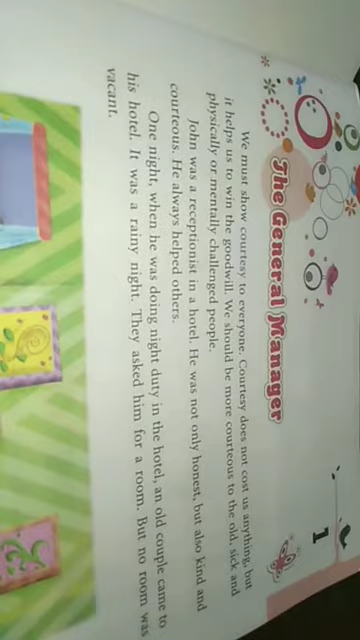 1
The General Manager
We must show courtesy to everyone. Courtesy does not cost us anything, but
it helps us to win the goodwill. We should be more courteous to the old, sick and
physically or mentally challenged people.
John was a receptionist in a hotel. He was not only honest, but also kind and
courteous. He always helped others.
One night, when he was doing night duty in the hotel, an old couple came to
his hotel. It was a rainy night. They asked him for a room. But no room was
vacant.